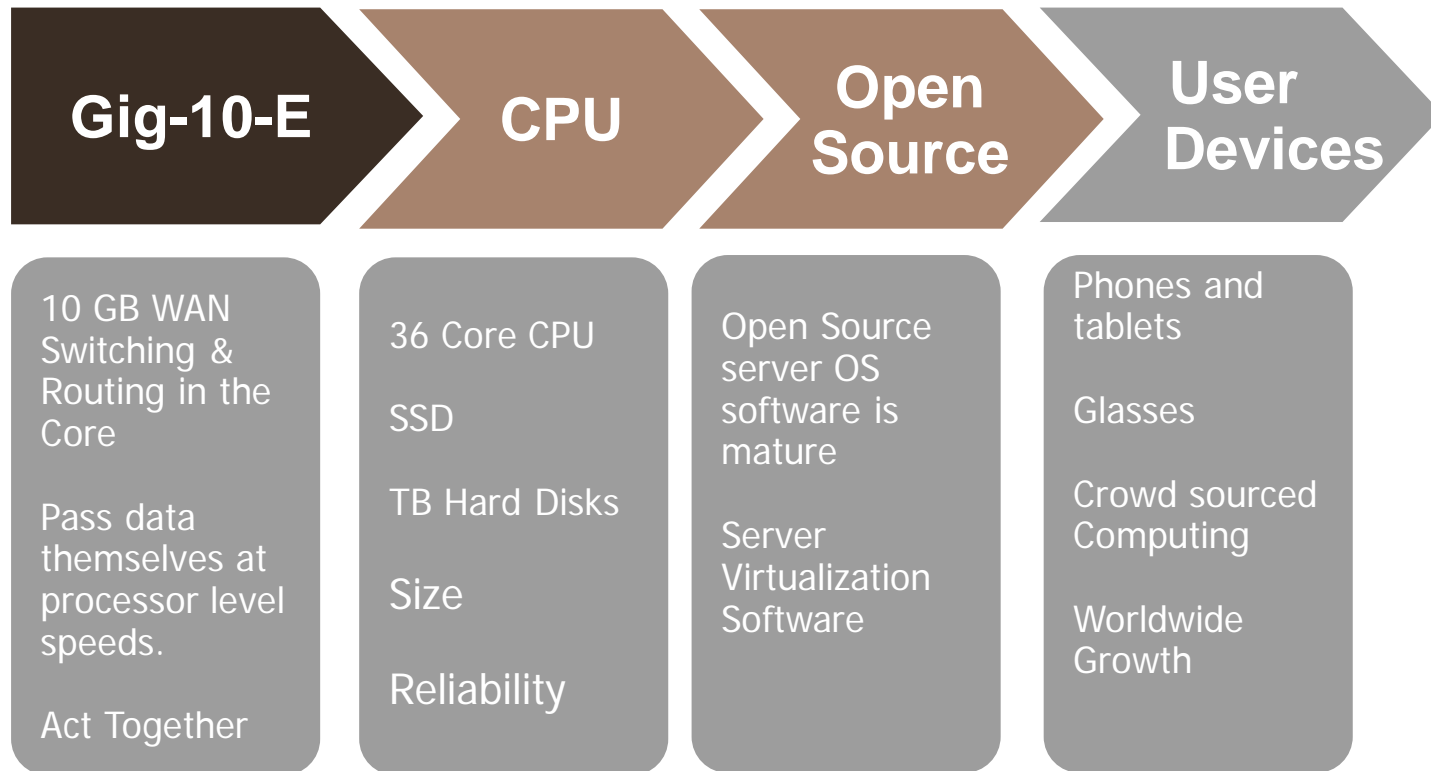 Gig-10-E
CPU
Open
Source
User
Devices
10 GB WAN
Switching &
Routing in the
Core
Pass data
themselves at
processor level
speeds.
Act Together
36 Core CPU
SSD
TB Hard Disks
Size
Reliability
Open Source
server OS
software is
mature
Server
Virtualization
Software
Phones and
tablets
Glasses
Crowd sourced
Computing
Worldwide
Growth